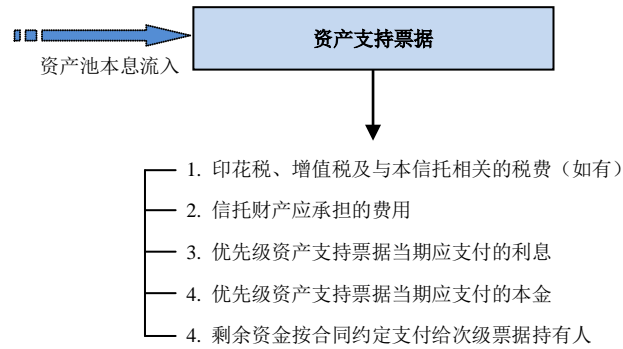 资产支持票据
资产池本息流入
1. 印花税、增值税及与本信托相关的税费（如有）
2. 信托财产应承担的费用
3. 优先级资产支持票据当期应支付的利息
4. 优先级资产支持票据当期应支付的本金
4. 剩余资金按合同约定支付给次级票据持有人